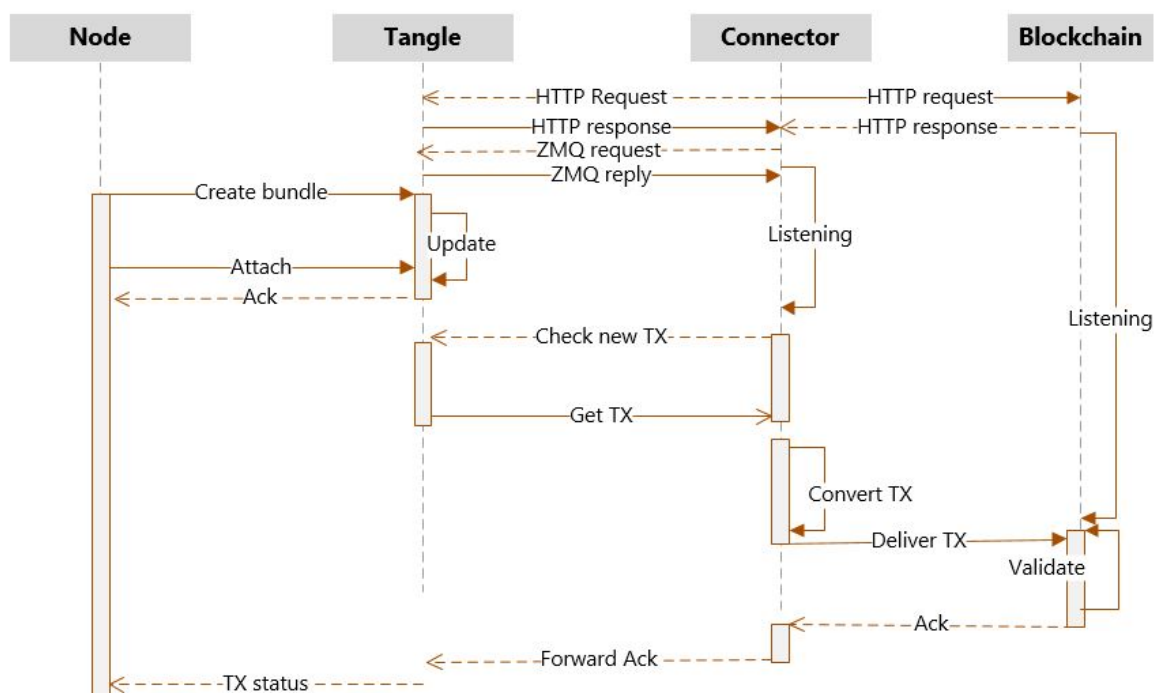 Node
Tangle
Connector
Blockchain
HTTP Request
HTTP request
HTTP response
HTTP response
ZMQ request
ZMQ reply
Create bundle
Listening
Update
Attach
Ack
Listening
Check new TX
Get TX
Convert TX
Deliver TX
Validate
Ack
Forward Ack
TX status